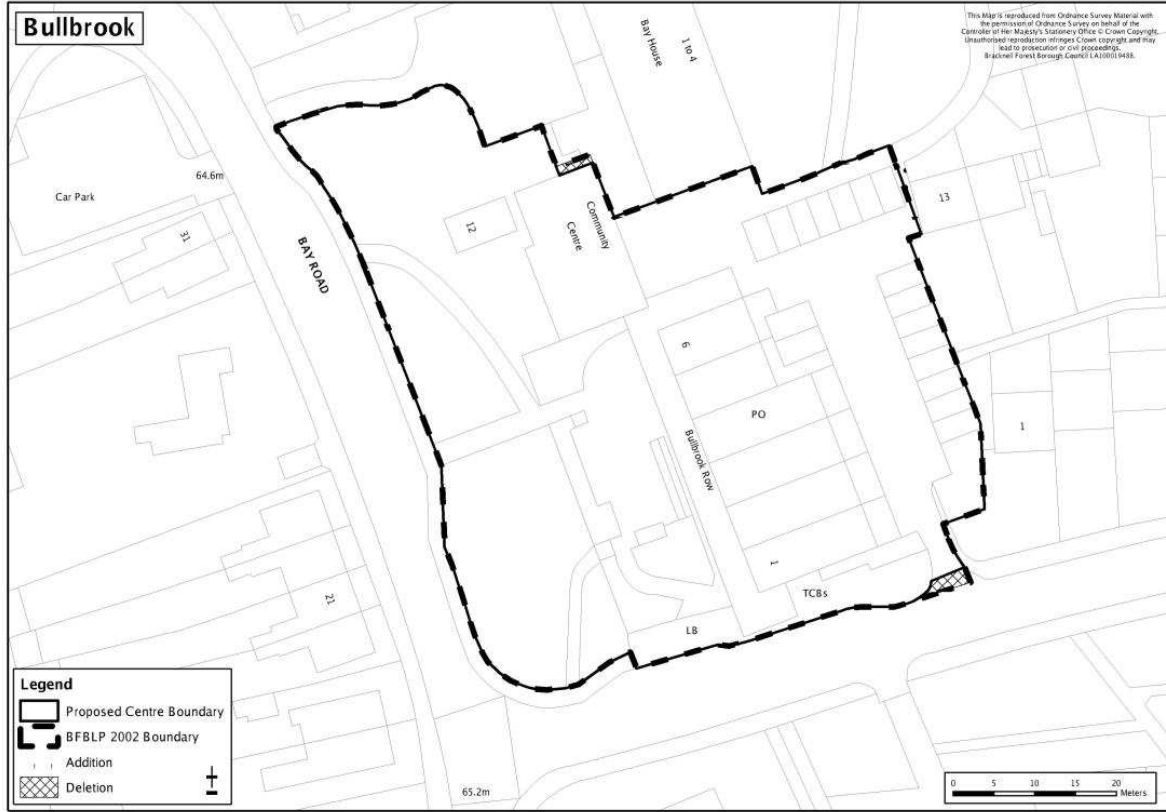 Bullbrook
This Map is reproduced from Ordnance Survey Material with
the permission of Ordnance Survey on behalf of the
Controller of Her Majesty's Stationery Office © Crown Copyright.
Unauthorised reproduction infringes Crown copyright and may
lead to prosecution or civil proceedings.
Bracknell Forest Borough Council LA100019488.
Bay House
1 to 4
64.6m
Car Park
31
BAY ROAD
12
Community
Centre
13
6
PO
1
Bullbrook Row
1
TCBs
21
LB
Legend
Proposed Centre Boundary
BFBLP 2002 Boundary
Addition
Deletion
65.2m
0 5 10 15 20
Meters